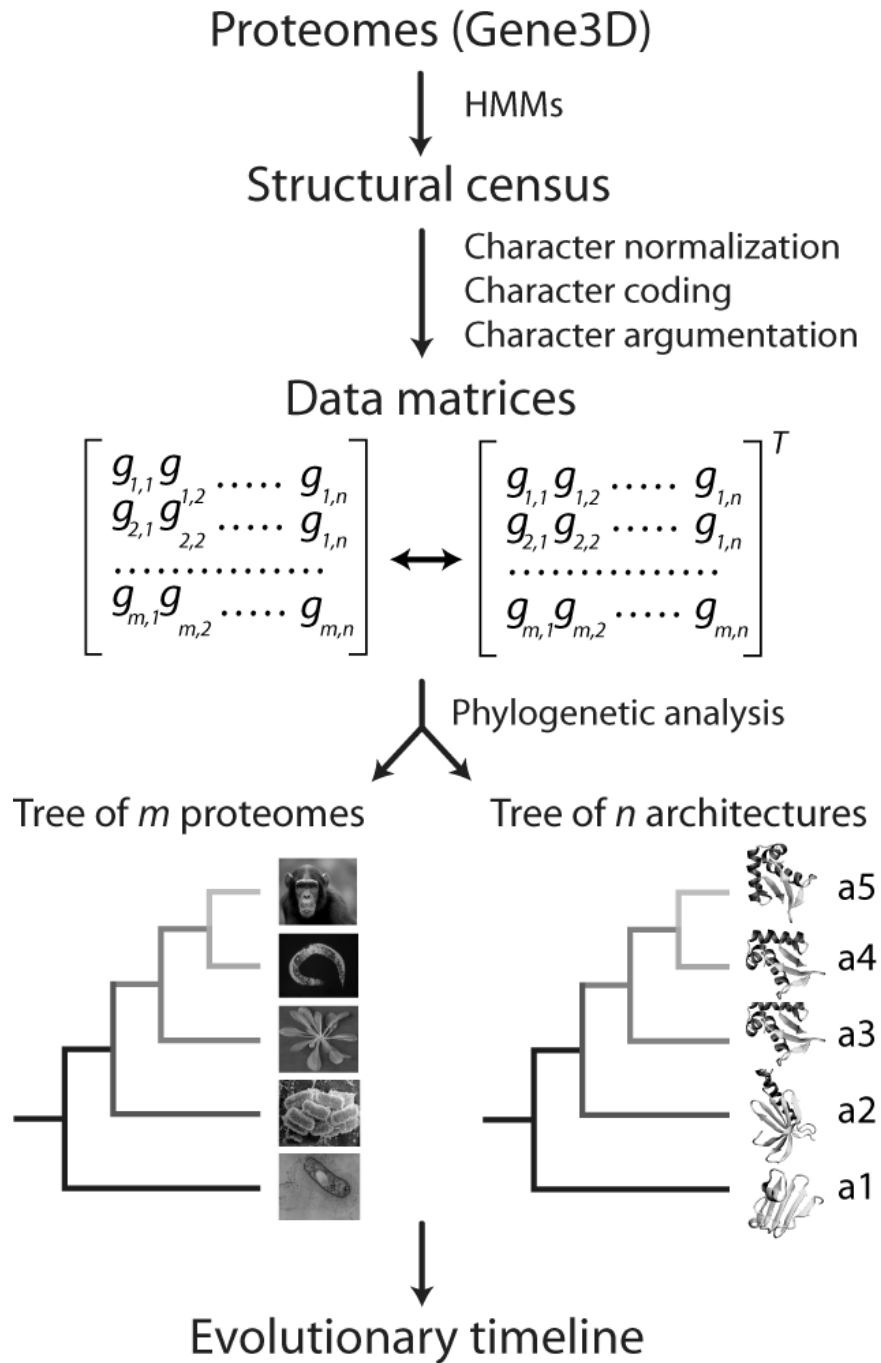 Proteomes (Gene3D)
HMMs
Structural census
Character normalization
Character coding
Character argumentation
Data matrices
g1,1 g1,2 ..... g1,n
g2,1 g2,2 ..... g1,n
...............
gm,1 gm,2 ..... gm,n
T
g1,1 g1,2 ..... g1,n
g2,1 g2,2 ..... g1,n
...............
gm,1 gm,2 ..... gm,n
Phylogenetic analysis
Tree of m proteomes
Tree of n architectures
a5
a4
a3
a2
a1
Evolutionary timeline